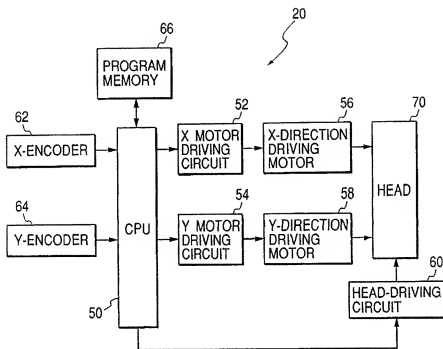 66
20
PROGRAM
MEMORY
62
X-ENCODER
52
X MOTOR
DRIVING
CIRCUIT
56
X-DIRECTION
DRIVING
MOTOR
70
HEAD
64
Y-ENCODER
CPU
50
54
Y MOTOR
DRIVING
CIRCUIT
58
Y-DIRECTION
DRIVING
MOTOR
60
HEAD-DRIVING
CIRCUIT